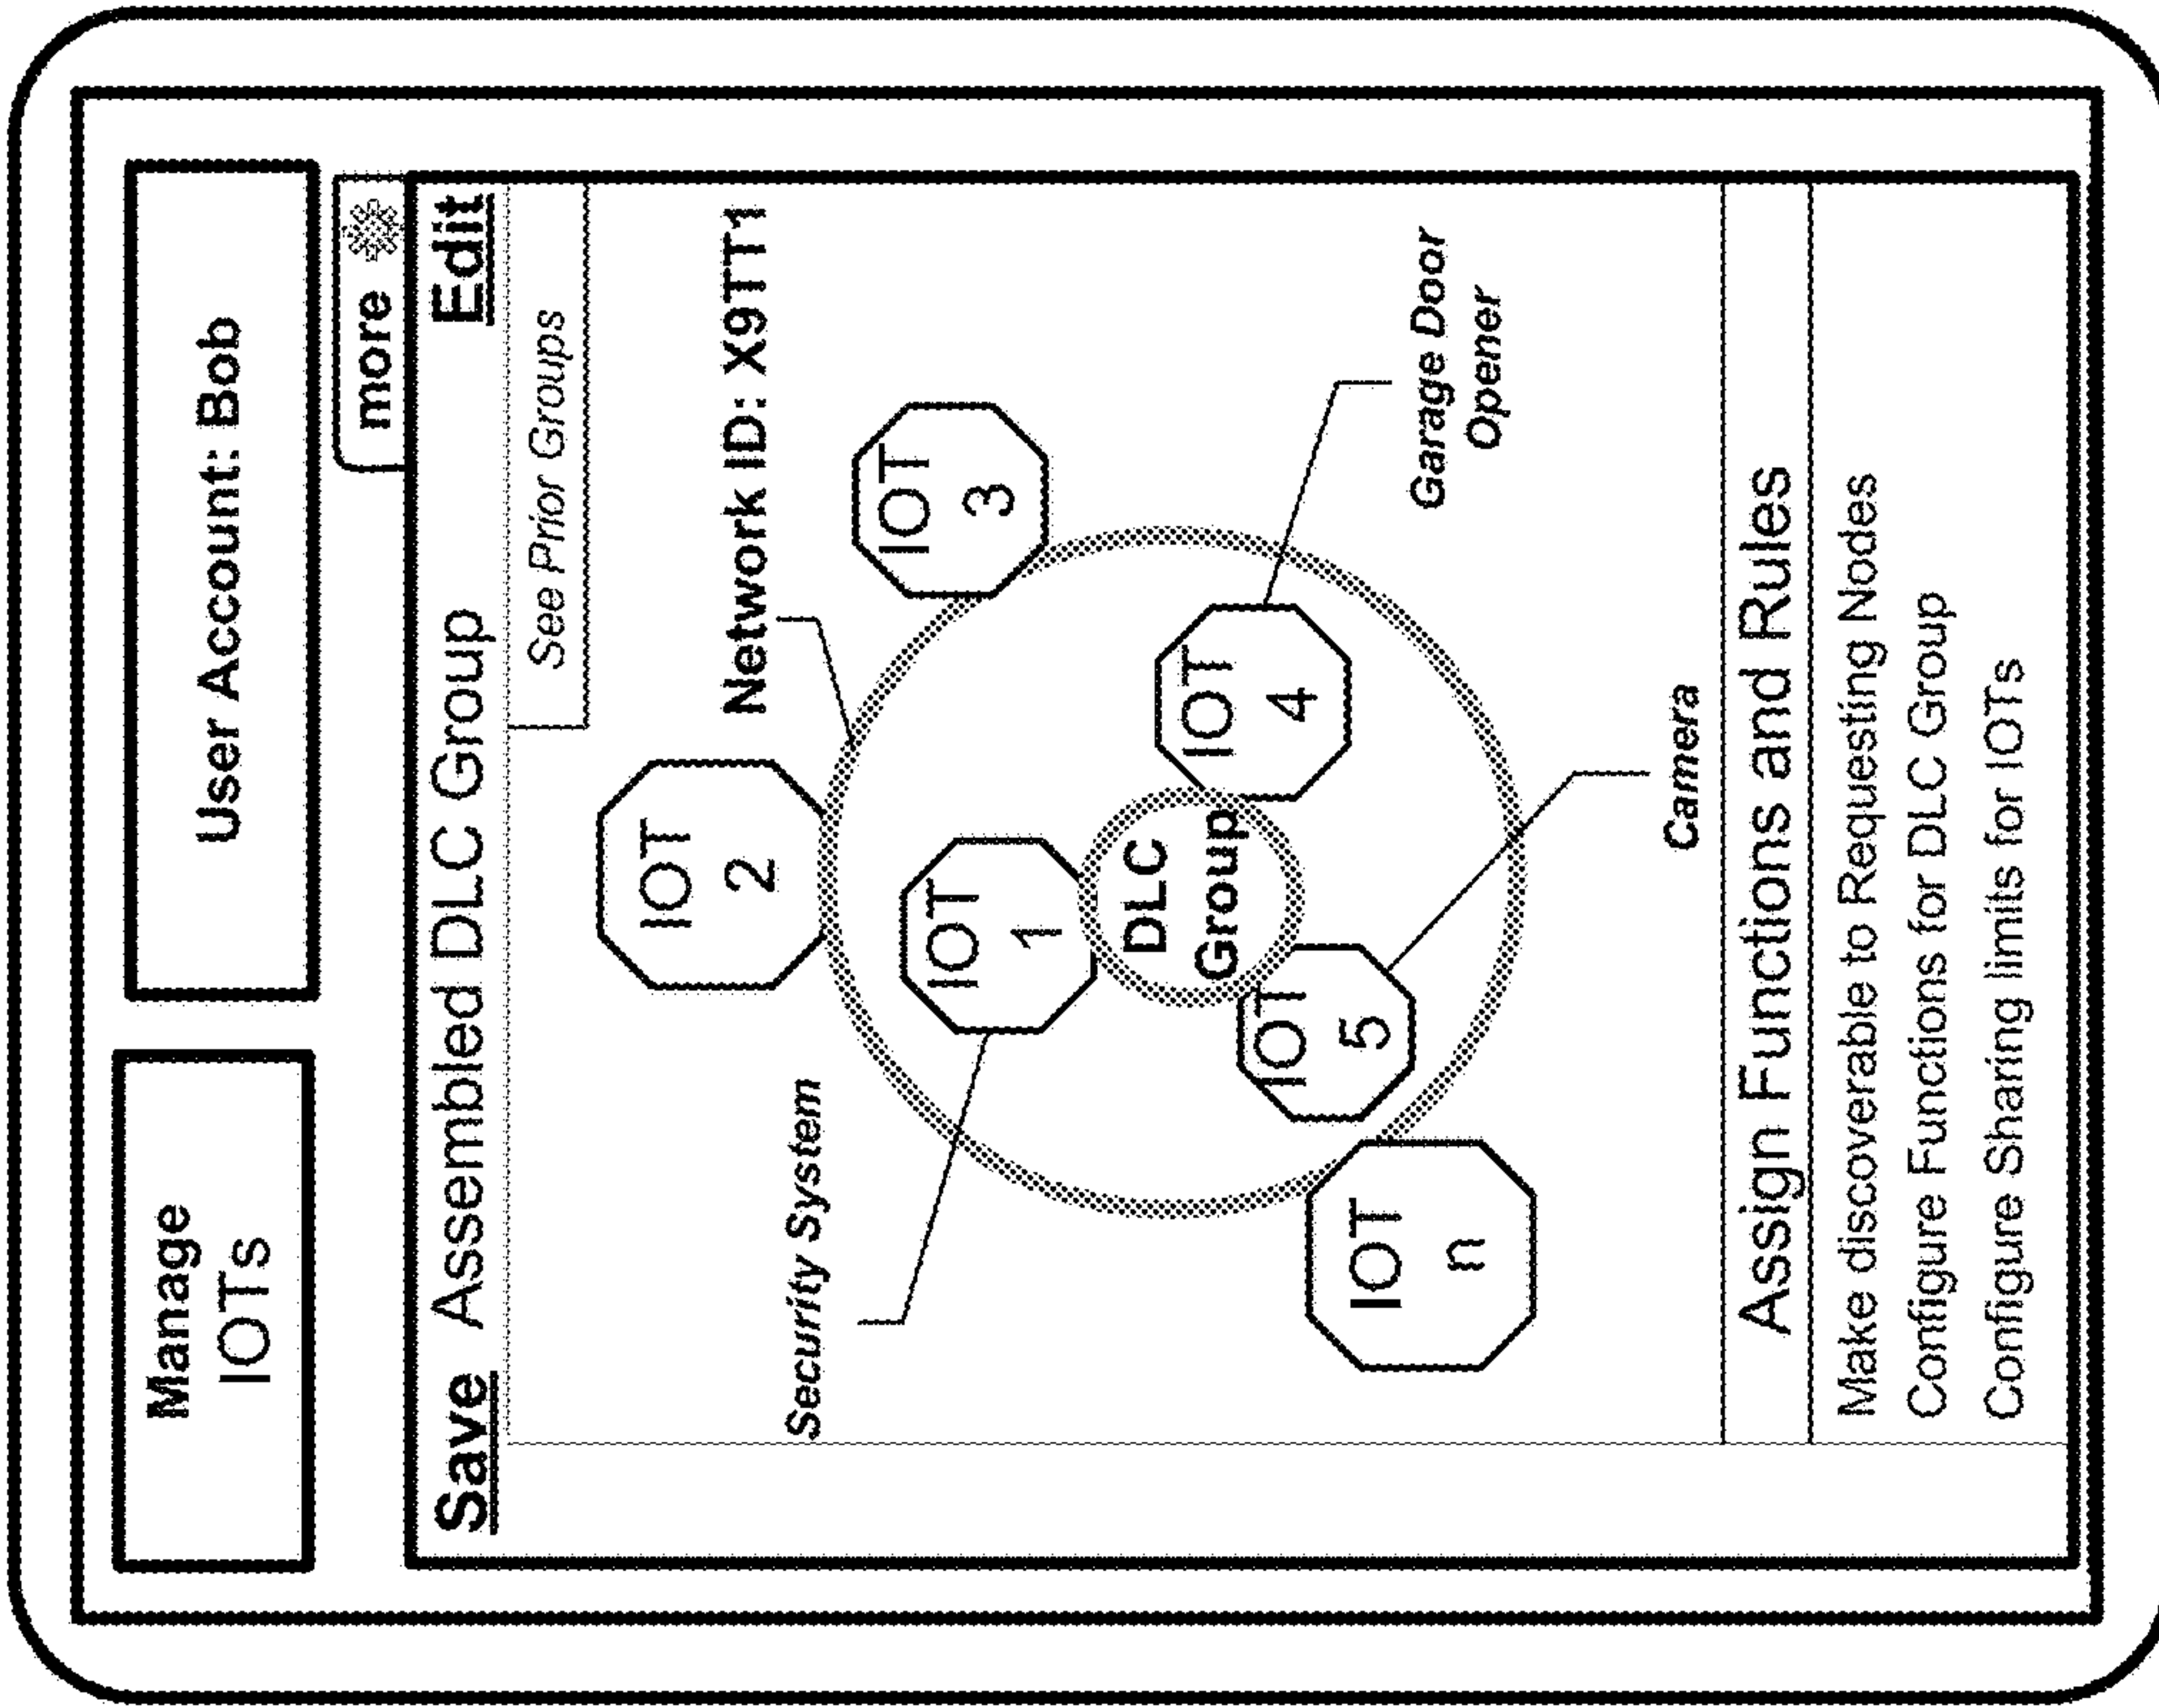 Manage
IOTs
User Account: Bob
more
Save Assembled DLC Group Edit
See Prior Groups
IOT
2
Network ID: X9TT1
Security System
IOT
1
IOT
3
DLC
Group
IOT
4
IOT
5
IOT
n
Garage Door
Opener
Camera
Assign Functions and Rules
Make discoverable to Requesting Nodes
Configure Functions for DLC Group
Configure Sharing limits for IOTs